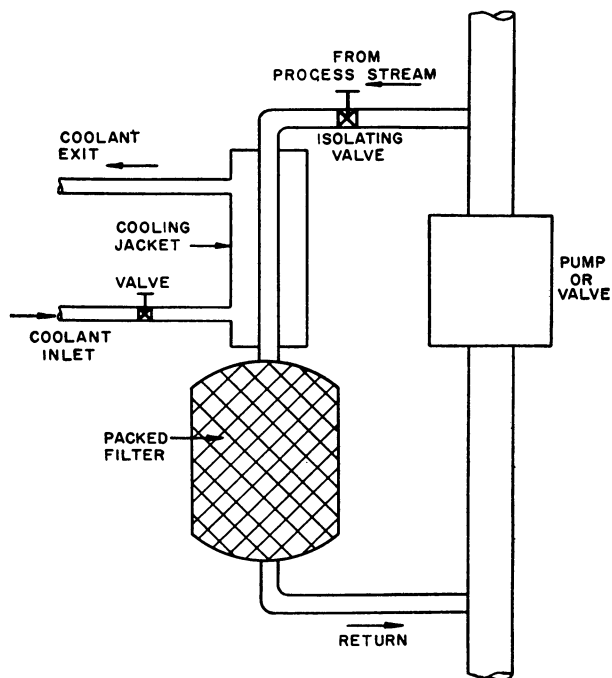 FROM
PROCESS STREAM
ISOLATING
VALVE
COOLANT
EXIT
COOLING
JACKET
VALVE
COOLANT
INLET
PUMP
OR
VALVE
PACKED
FILTER
RETURN